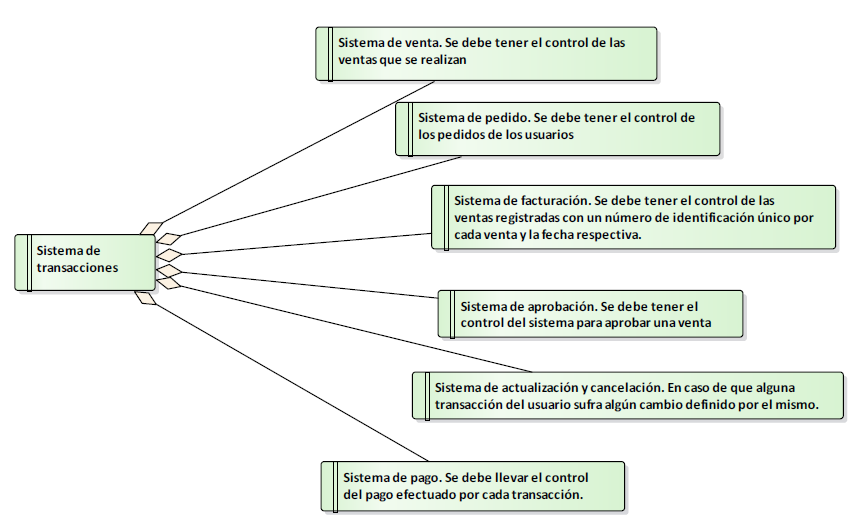 Sistema de venta. Se debe tener el control de las
ventas que se realizan
Sistema de pedido. Se debe tener el control de
los pedidos de los usuarios
Sistema de facturación. Se debe tener el control de las
ventas registradas con un número de identificación único por
cada venta y la fecha respectiva.
Sistema de
transacciones
Sistema de aprobación. Se debe tener el
control del sistema para aprobar una venta
Sistema de actualización y cancelación. En caso de que alguna
transacción del usuario sufra algún cambio definido por el mismo.
Sistema de pago. Se debe llevar el control
del pago efectuado por cada transacción.